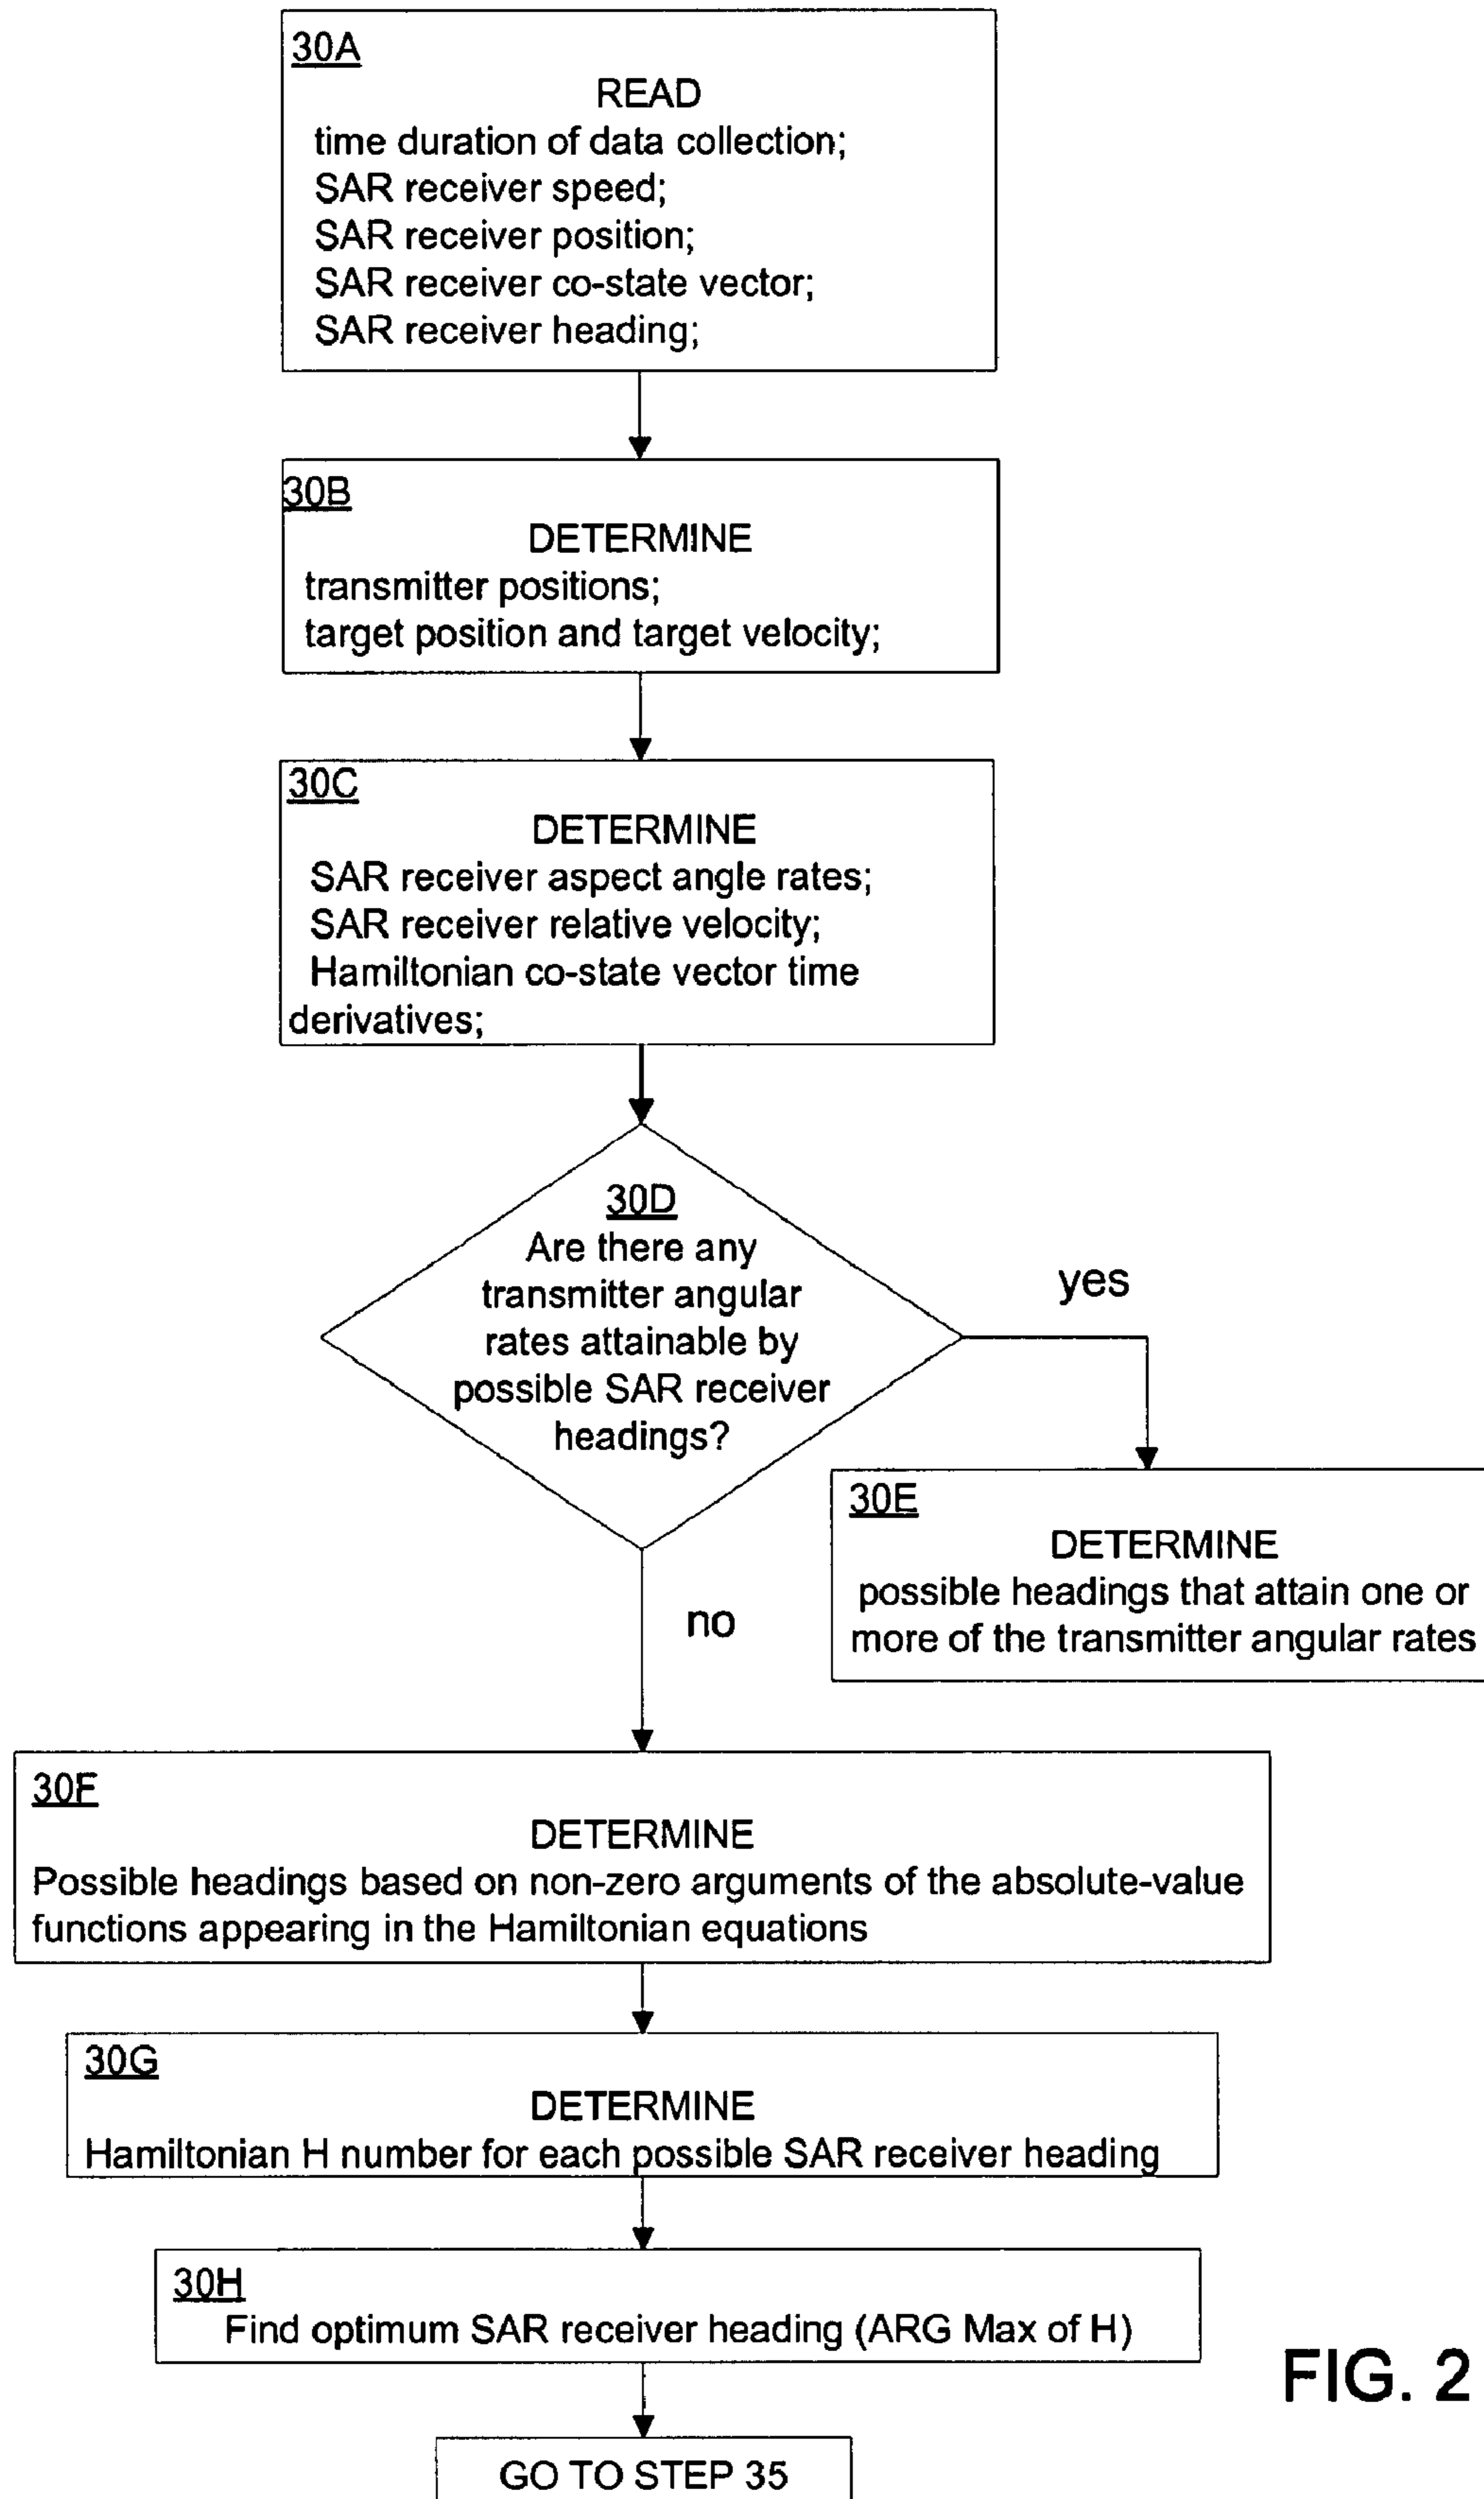 30A
READ
time duration of data collection;
SAR receiver speed;
SAR receiver position;
SAR receiver co-state vector;
SAR receiver heading;
30B
DETERMINE
transmitter positions;
target position and target velocity;
30C
DETERMINE
SAR receiver aspect angle rates;
SAR receiver relative velocity;
Hamiltonian co-state vector time
derivatives;
30D
Are there any
transmitter angular
rates attainable by
possible SAR receiver
headings?
yes
30E
DETERMINE
possible headings that attain one or
more of the transmitter angular rates
no
30F
DETERMINE
Possible headings based on non-zero arguments of the absolute-value
functions appearing in the Hamiltonian equations
30G
DETERMINE
Hamiltonian H number for each possible SAR receiver heading
30H
Find optimum SAR receiver heading (ARG Max of H)
FIG. 2
GO TO STEP 35